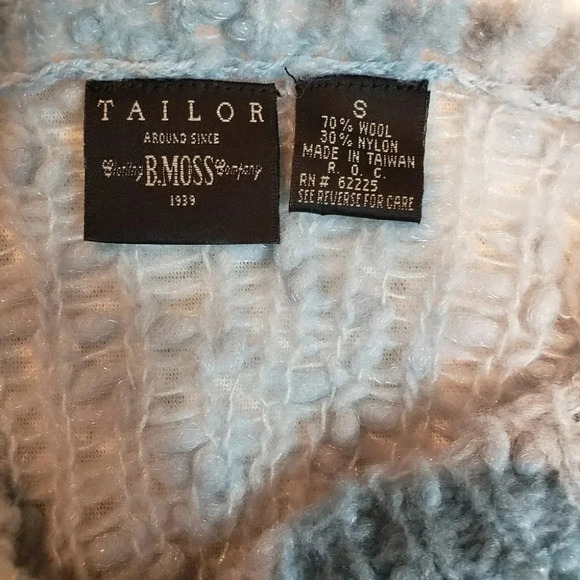 TAILOR
AROUND SINCE
Clothing B.MOSS Company
1939
S
70% WOOL
30% NYLON
MADE IN TAIWAN
R. O. C.
RN # 62225
SEE REVERSE FOR CARE